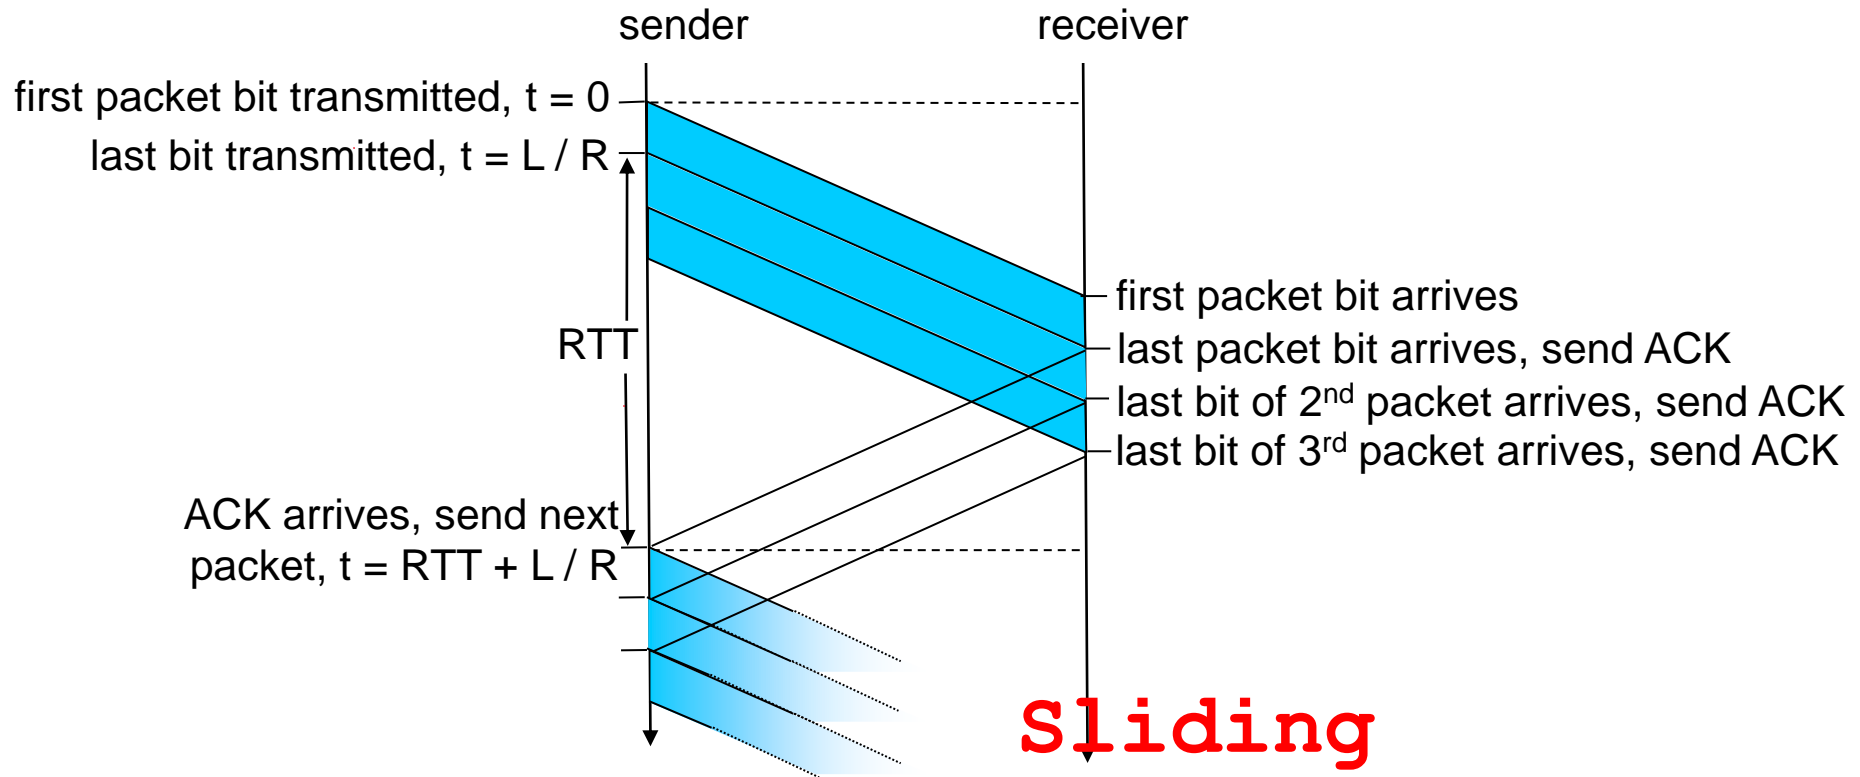 sender
receiver
first packet bit transmitted, t = 0
last bit transmitted, t = L / R
RTT
first packet bit arrives
last packet bit arrives, send ACK
last bit of 2nd packet arrives, send ACK
last bit of 3rd packet arrives, send ACK
ACK arrives, send next
packet, t = RTT + L / R
Sliding